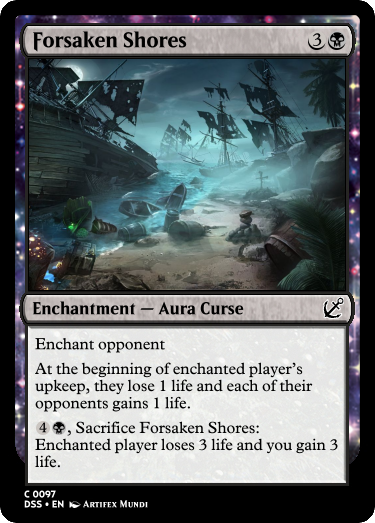 Forsaken Shores 3
Enchantment — Aura Curse
Enchant opponent
At the beginning of enchanted player's
upkeep, they lose 1 life and each of their
opponents gains 1 life.
4, Sacrifice Forsaken Shores:
Enchanted player loses 3 life and you gain 3
life.
C 0097
DSS • EN Artifex Mundi